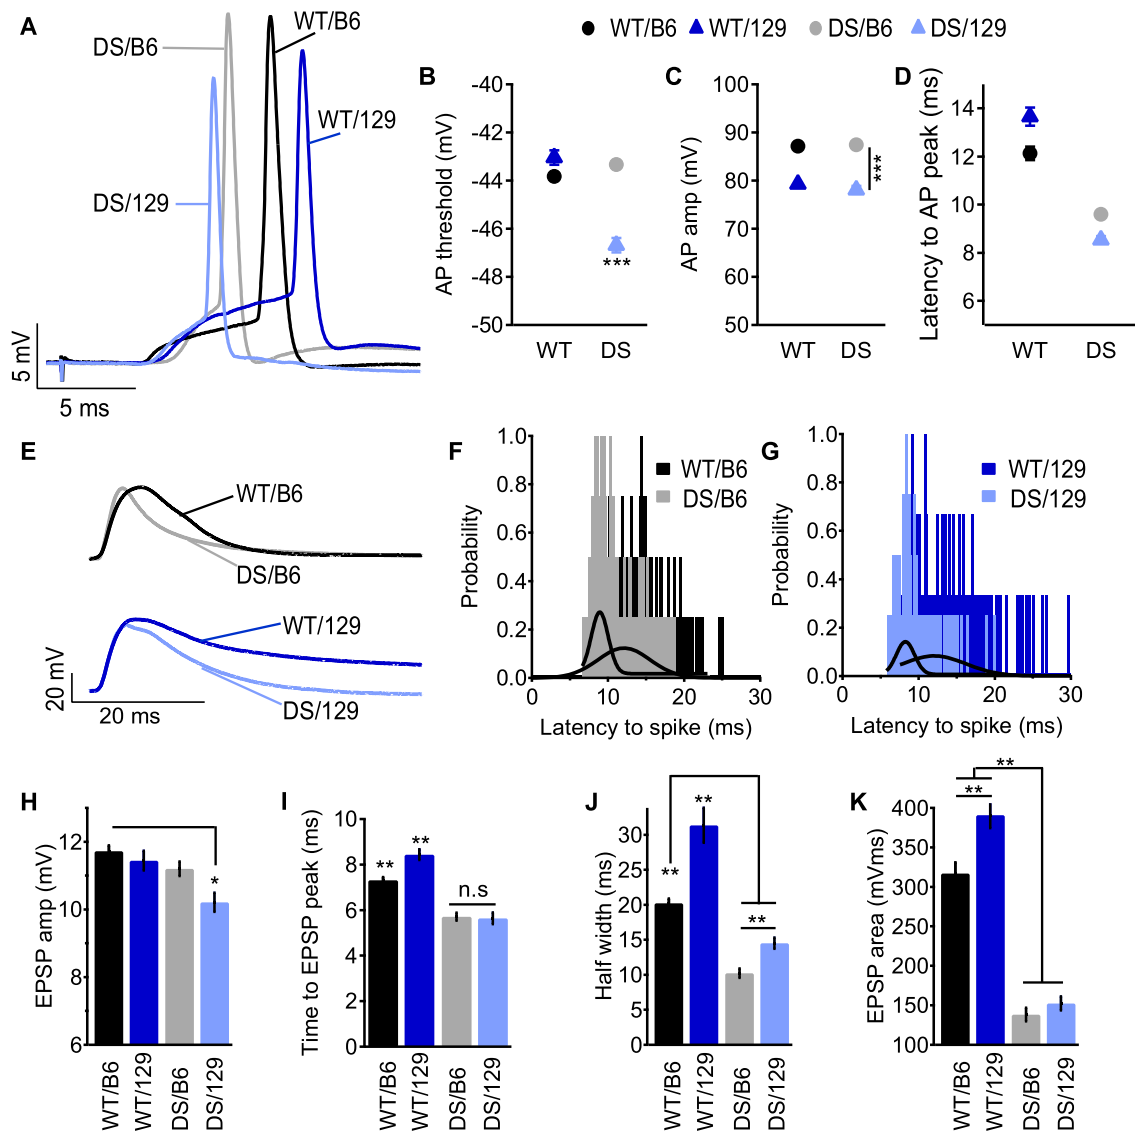 A
WT/B6
DS/B6
WT/129
DS/129
5 mV
5 ms
WT/B6 WT/129 DS/B6 DS/129
B
AP threshold (mV)
-40
-42
-44
-46
-48
-50
***
WT DS
C
AP amp (mV)
100
90
80
70
60
50
***
WT DS
D
Latency to AP peak (ms)
14
12
10
8
6
WT DS
E
WT/B6
DS/B6
WT/129
DS/129
20 mV
20 ms
F
Probability
1.0
0.8
0.6
0.4
0.2
0.0
WT/B6
DS/B6
0 10 20 30
Latency to spike (ms)
G
Probability
1.0
0.8
0.6
0.4
0.2
0.0
WT/129
DS/129
0 10 20 30
Latency to spike (ms)
H
EPSP amp (mV)
12
10
8
6
*
WT/B6
WT/129
DS/B6
DS/129
I
Time to EPSP peak (ms)
10
8
6
4
2
0
**
**
n.s
WT/B6
WT/129
DS/B6
DS/129
J
Half width (ms)
30
25
20
15
10
5
0
**
**
**
WT/B6
WT/129
DS/B6
DS/129
K
EPSP area (mV/ms)
400
350
300
250
200
150
100
**
**
WT/B6
WT/129
DS/B6
DS/129